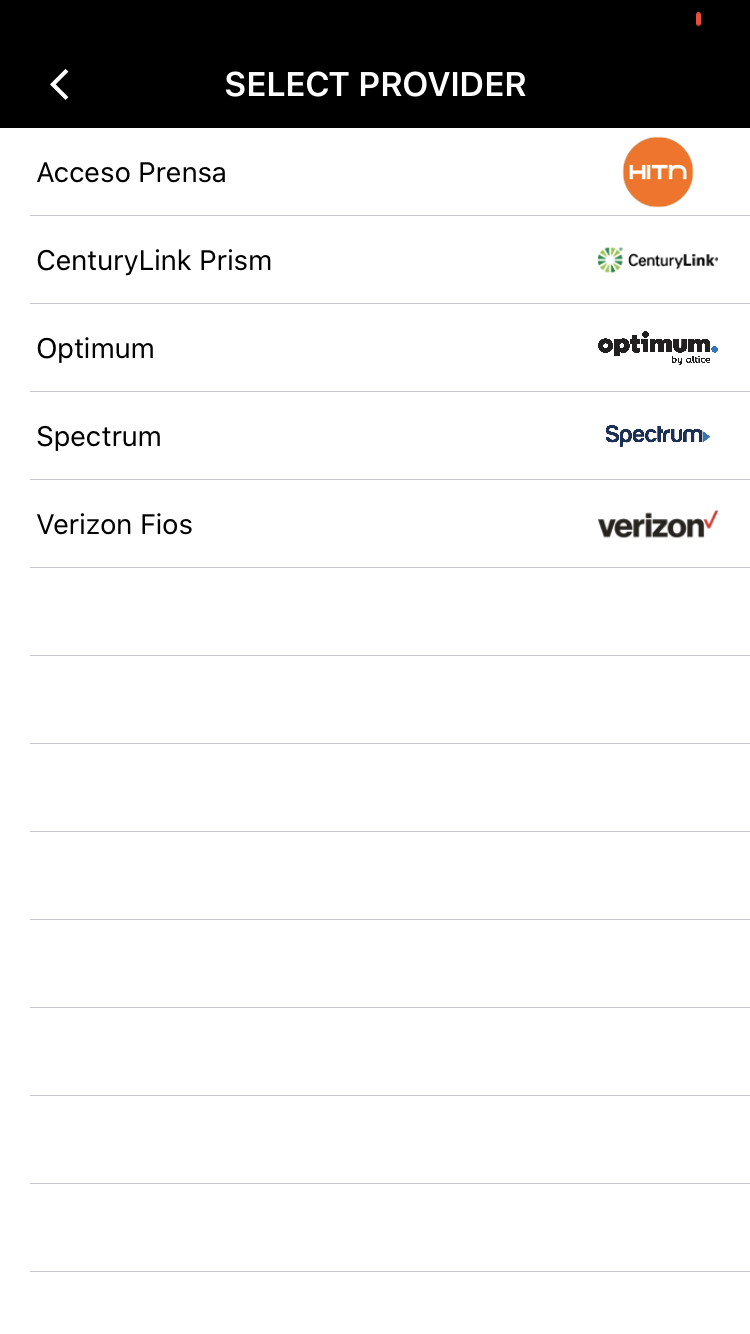 SELECT PROVIDER
Acceso Prensa
HITN
CenturyLink Prism
CenturyLink
Optimum
optimum.
by altice
Spectrum
Spectrum
Verizon Fios
verizon